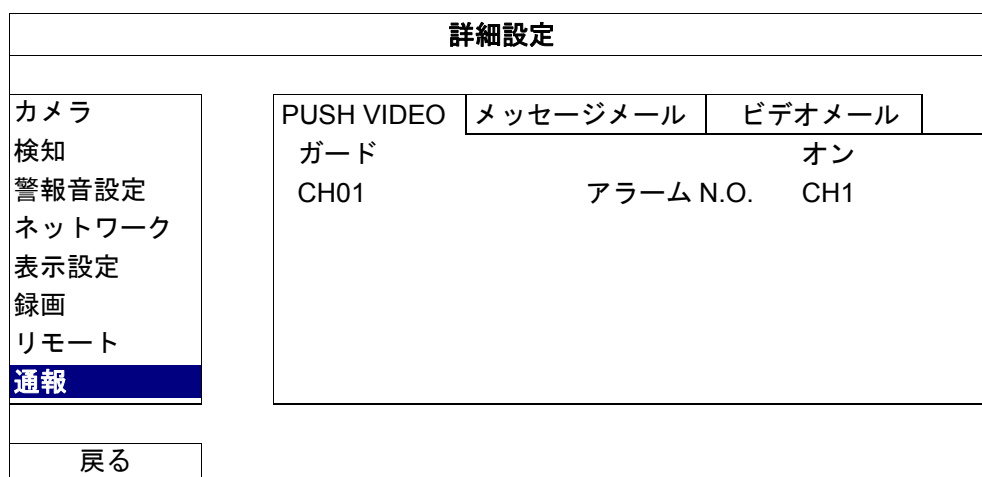 詳細設定
カメラ
検知
警報音設定
ネットワーク
表示設定
録画
リモート
通報
戻る
PUSH VIDEO メッセージメール ビデオメール
ガード オン
CH01 アラーム N.O. CH1